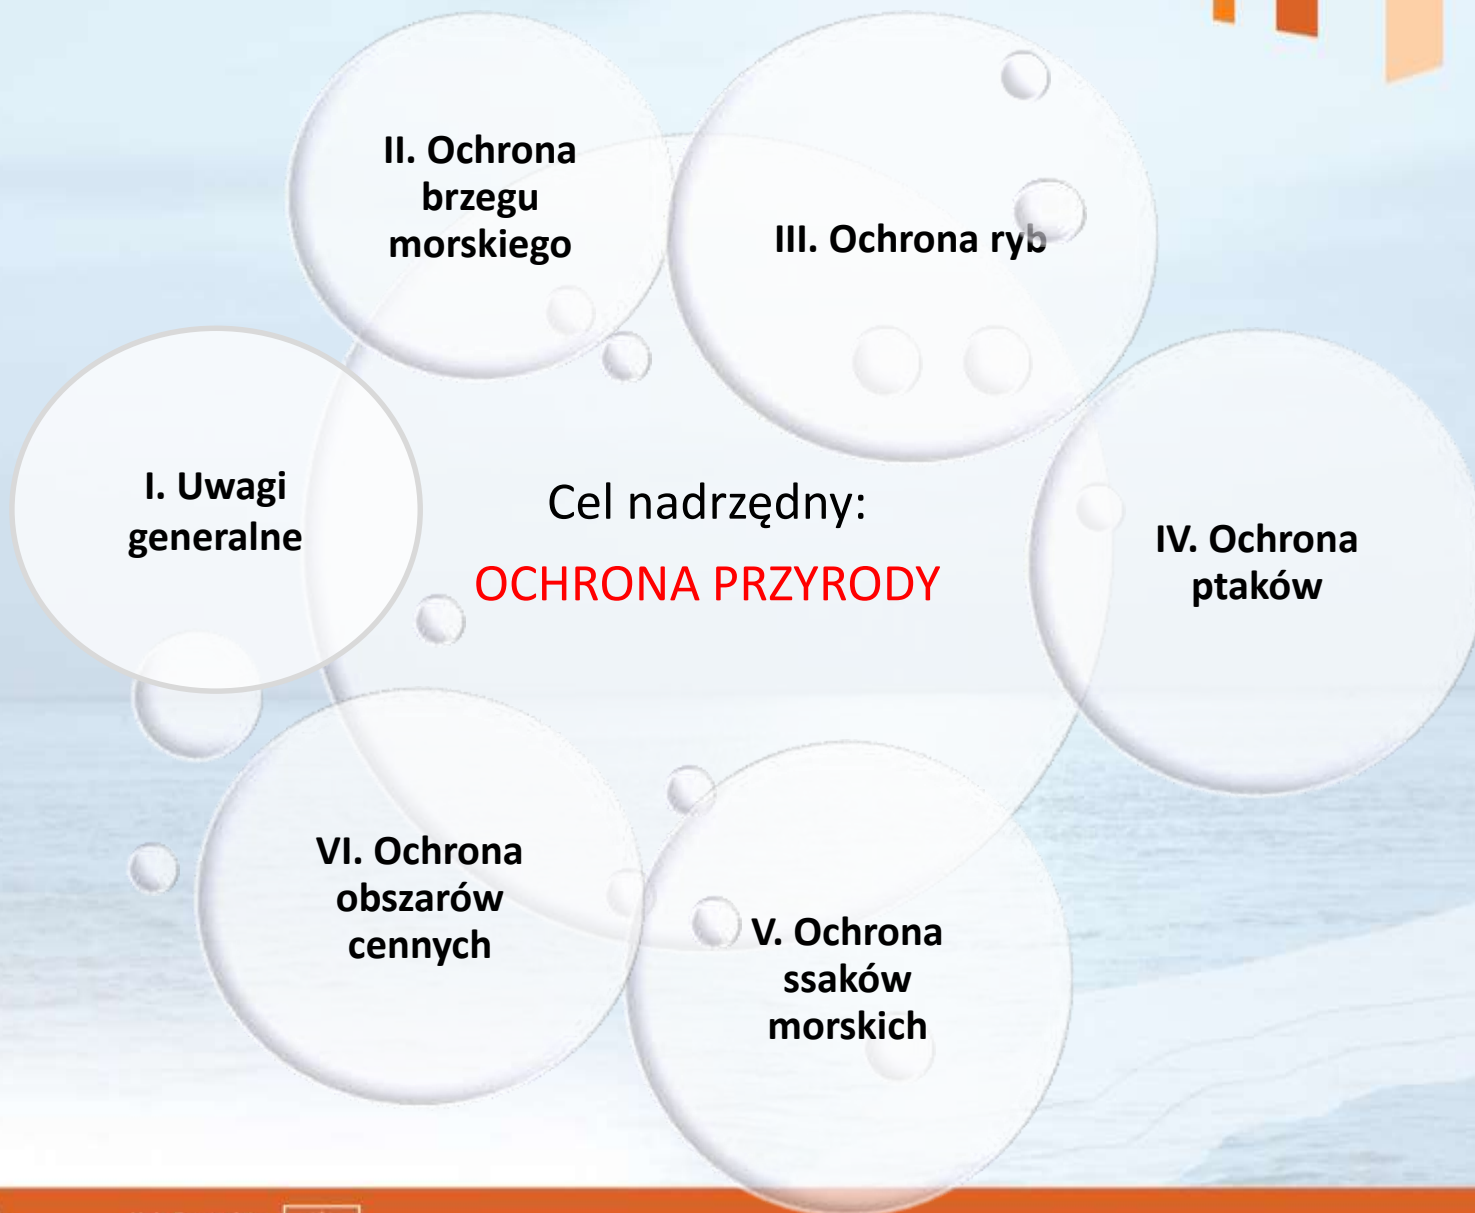 I. Uwagi
generalne
II. Ochrona
brzegu
morskiego
III. Ochrona ryb
IV. Ochrona
ptaków
V. Ochrona
ssaków
morskich
VI. Ochrona
obszarów
cennych
Cel nadrzędny:
OCHRONA PRZYRODY